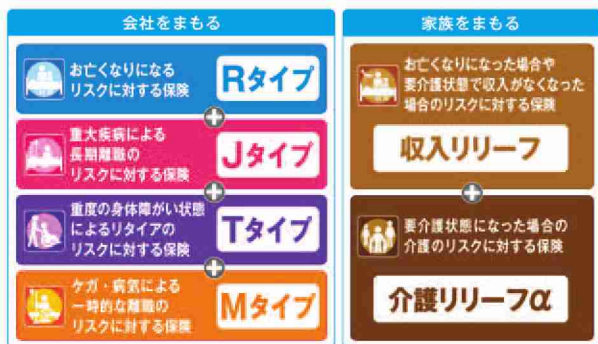 会社をまもる
お亡くなりになる
リスクに対する保険
Rタイプ
重大疾病による
長期離職の
リスクに対する保険
Jタイプ
重度の身体障がい状態
によるリタイアの
リスクに対する保険
Tタイプ
ケガ・病気による
一時的な離職の
リスクに対する保険
Mタイプ
家族をまもる
お亡くなりになった場合や
要介護状態で収入がなくなった
場合のリスクに対する保険
収入リリーフ
要介護状態になった場合の
介護のリスクに対する保険
介護リリーフα